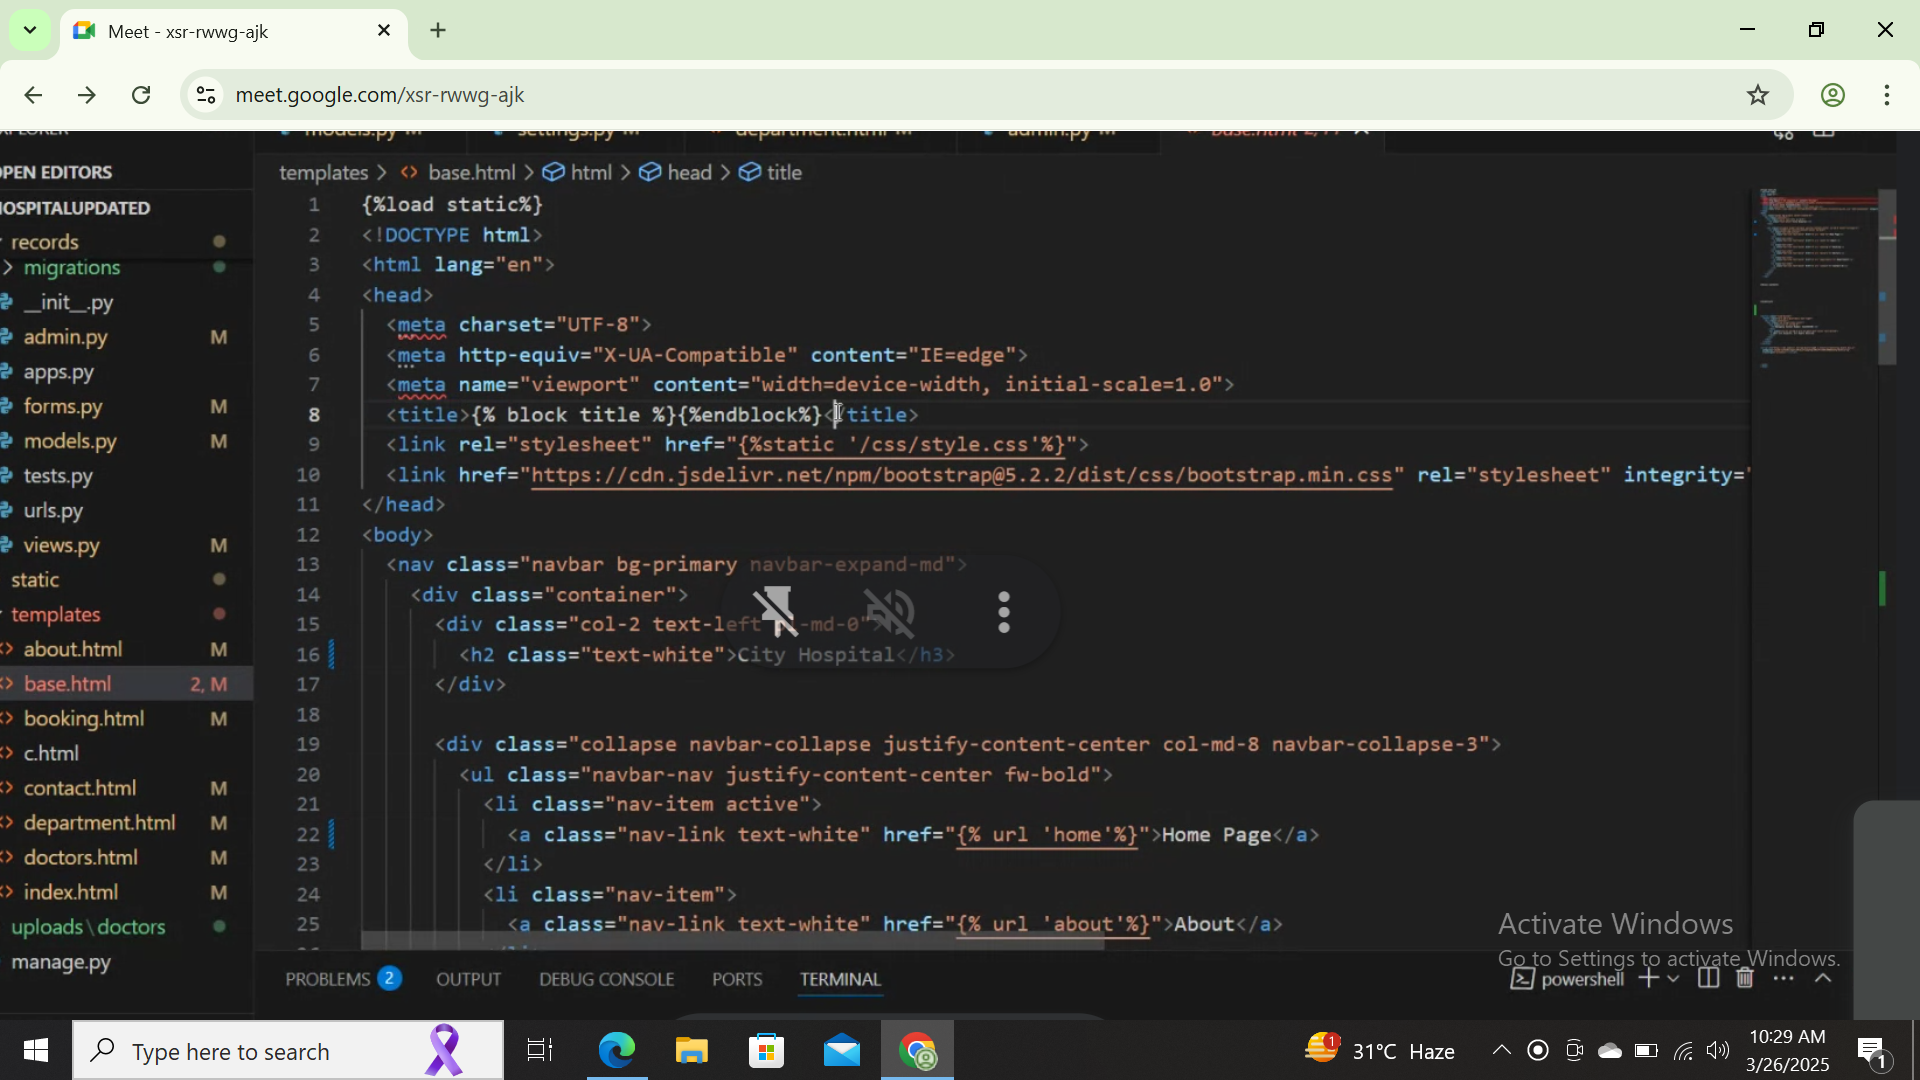 Meet - xsr-rwwg-ajk
meet.google.com/xsr-rwwg-ajk
models.py M
settings.py M
department.html M
admin.py M
base.html 2, M
OPEN EDITORS
HOSPITALUPDATED
records
migrations
__init__.py
admin.py M
apps.py
forms.py M
models.py M
tests.py
urls.py
views.py M
static
templates
about.html M
base.html 2, M
booking.html M
c.html
contact.html M
department.html M
doctors.html M
index.html M
uploads\doctors
manage.py
templates > base.html > html > head > title
1 {%load static%}
2 <!DOCTYPE html>
3 <html lang="en">
4 <head>
5 <meta charset="UTF-8">
6 <meta http-equiv="X-UA-Compatible" content="IE=edge">
7 <meta name="viewport" content="width=device-width, initial-scale=1.0">
8 <title>{% block title %}{%endblock%}</title>
9 <link rel="stylesheet" href="{%static '/css/style.css'%}">
10 <link href="https://cdn.jsdelivr.net/npm/bootstrap@5.2.2/dist/css/bootstrap.min.css" rel="stylesheet" integrity="
11 </head>
12 <body>
13 <nav class="navbar bg-primary navbar-expand-md">
14 <div class="container">
15 <div class="col-2 text-left -md-0">
16 <h2 class="text-white">City Hospital</h3>
17 </div>
18
19 <div class="collapse navbar-collapse justify-content-center col-md-8 navbar-collapse-3">
20 <ul class="navbar-nav justify-content-center fw-bold">
21 <li class="nav-item active">
22 <a class="nav-link text-white" href="{% url 'home'%}">Home Page</a>
23 </li>
24 <li class="nav-item">
25 <a class="nav-link text-white" href="{% url 'about'%}">About</a>
Activate Windows
Go to Settings to activate Windows.
PROBLEMS 2 OUTPUT DEBUG CONSOLE PORTS TERMINAL
powershell
Type here to search
1
31°C Haze
10:29 AM
3/26/2025
1